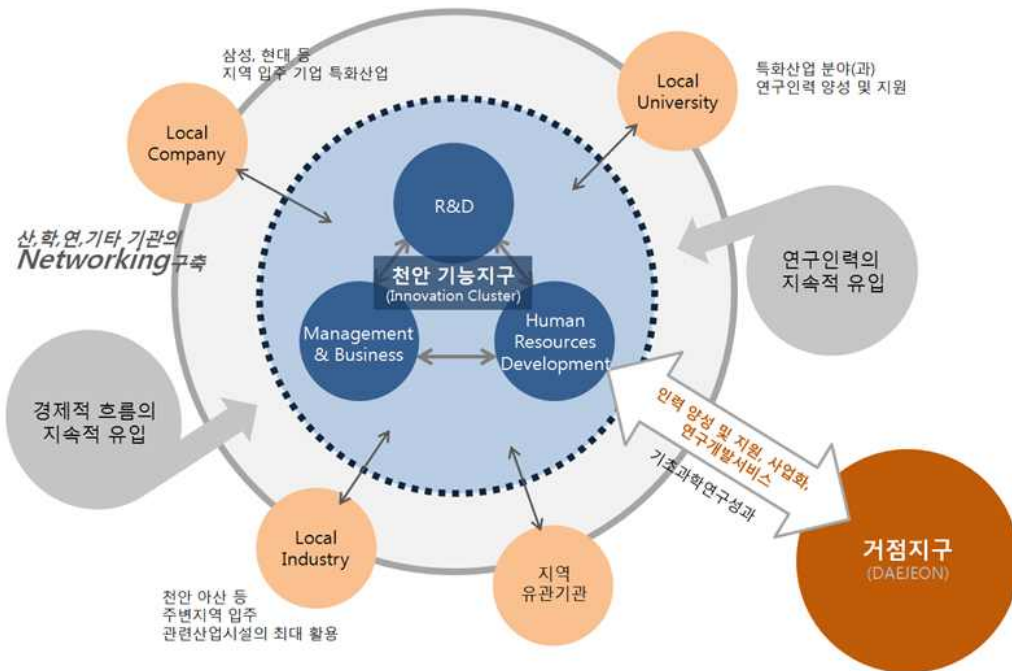 삼성, 현대 등
지역 입주 기업 특화산업
Local
University
특화산업 분야(과)
연구인력 양성 및 지원
Local
Company
R&D
산,학,연,기타 기관의
Networking구축
천안 기능지구
(Innovation Cluster)
연구인력의
지속적 유입
Management
& Business
Human
Resources
Development
경제적 흐름의
지속적 유입
인력 양성 및 지원, 사업화,
연구개발서비스
기초과학연구성과
Local
Industry
지역
유관기관
거점지구
(DAEJEON)
천안 아산 등
주변지역 입주
관련산업시설의 최대 활용